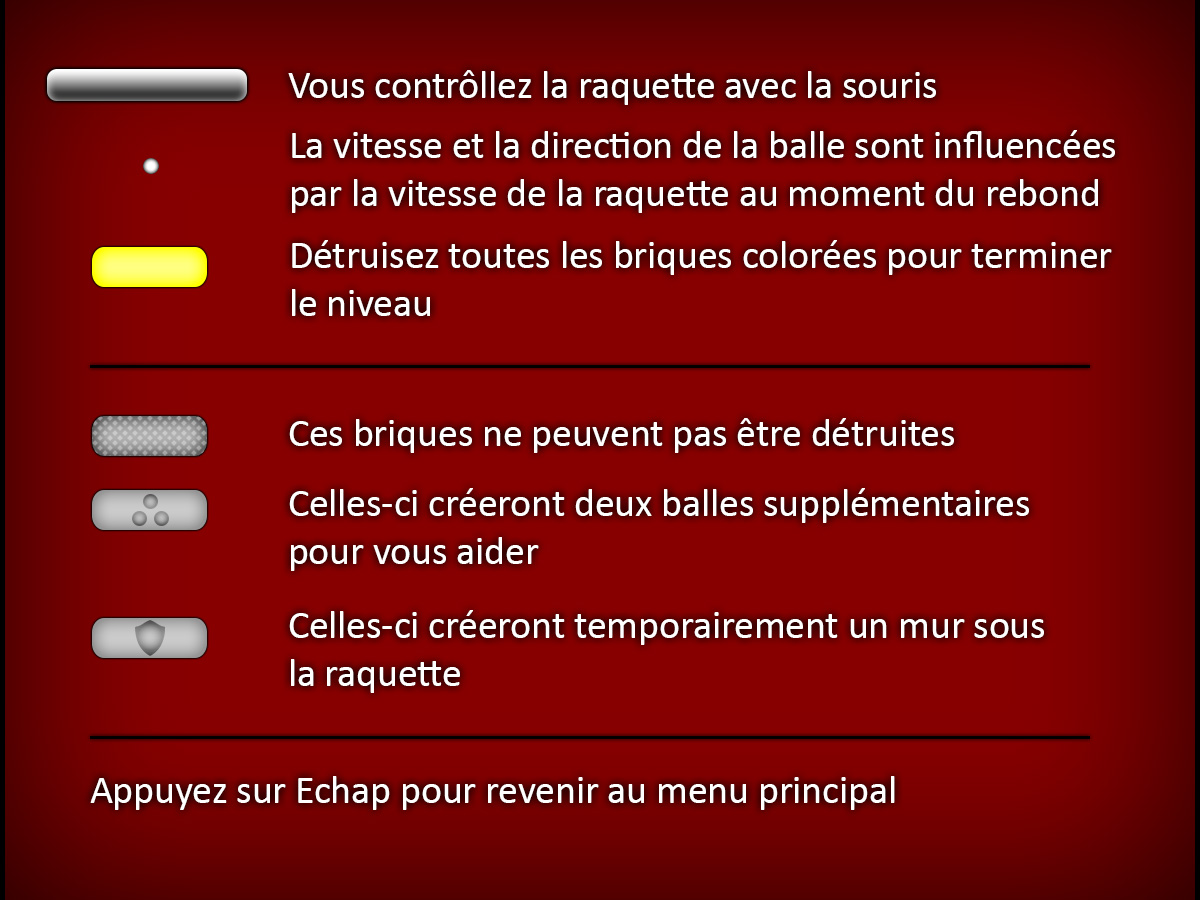 Vous contrôllez la raquette avec la souris
La vitesse et la direction de la balle sont influencées
par la vitesse de la raquette au moment du rebond
Détruisez toutes les briques colorées pour terminer
le niveau
Ces briques ne peuvent pas être détruites
Celles-ci créeront deux balles supplémentaires
pour vous aider
Celles-ci créeront temporairement un mur sous
la raquette
Appuyez sur Echap pour revenir au menu principal